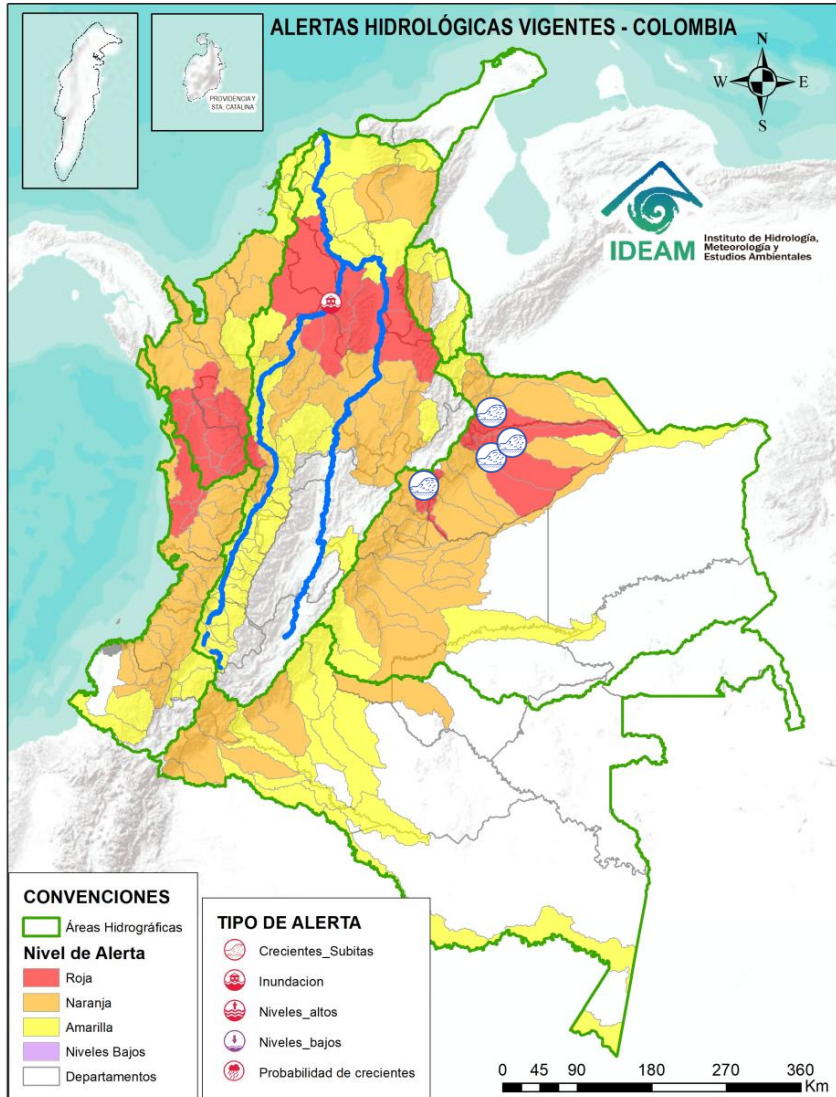 ALERTAS HIDROLÓGICAS VIGENTES - COLOMBIA
PROVIDENCIA Y
STA. CATALINA
N
W
E
S
IDEAM
Instituto de Hidrología,
Meteorología y
Estudios Ambientales
CONVENCIONES
Áreas Hidrográficas
Nivel de Alerta
Roja
Naranja
Amarilla
Niveles Bajos
Departamentos
TIPO DE ALERTA
Crecientes_Subitas
Inundacion
Niveles_altos
Niveles_bajos
Probabilidad de crecientes
0 45 90 180 270 360
Km